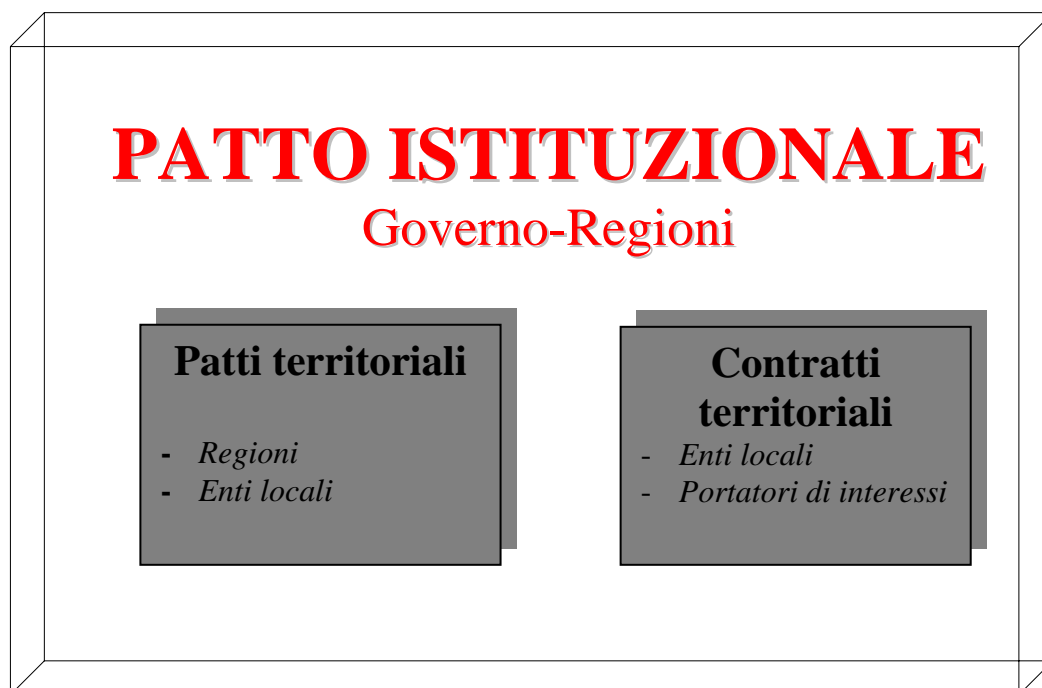 PATTO ISTITUZIONALE
Governo-Regioni
Patti territoriali
- Regioni
- Enti locali
Contratti
territoriali
- Enti locali
- Portatori di interessi